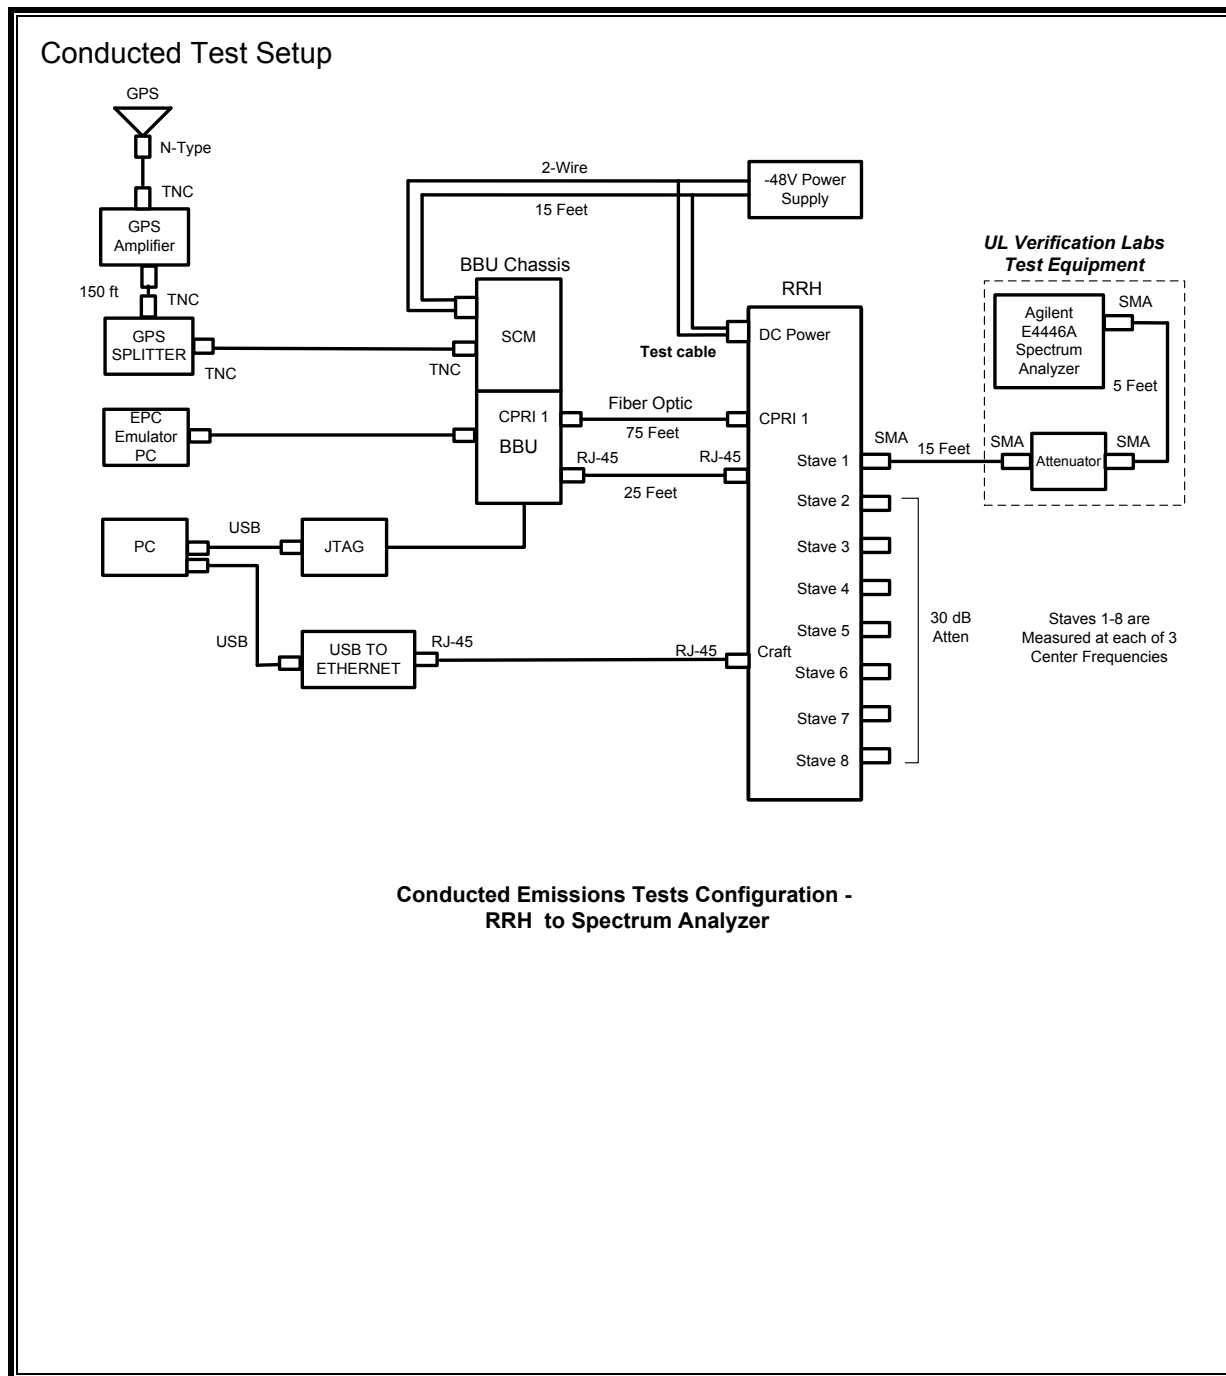 Conducted Test Setup
GPS
N-Type
TNC
GPS
Amplifier
150 ft
TNC
GPS
SPLITTER
TNC
TNC
EPC
Emulator
PC
PC
USB
JTAG
USB
USB TO
ETHERNET
RJ-45
2-Wire
15 Feet
-48V Power
Supply
BBU Chassis
SCM
CPRI 1
BBU
Fiber Optic
75 Feet
RJ-45
RJ-45
25 Feet
Test cable
RRH
DC Power
CPRI 1
Stave 1
Stave 2
Stave 3
Stave 4
Stave 5
Craft
RJ-45
Stave 6
Stave 7
Stave 8
30 dB
Atten
SMA
15 Feet
UL Verification Labs
Test Equipment
Agilent
E4446A
Spectrum
Analyzer
SMA
5 Feet
SMA
Attenuator
SMA
Staves 1-8 are
Measured at each of 3
Center Frequencies
Conducted Emissions Tests Configuration -
RRH to Spectrum Analyzer